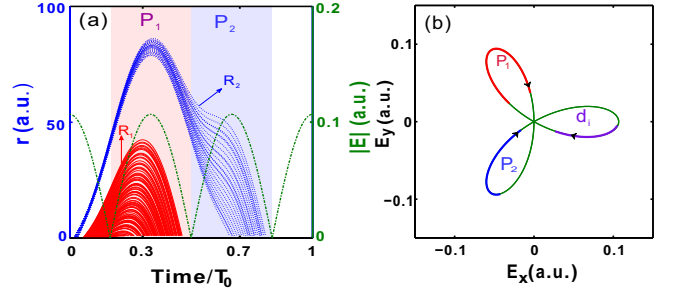 (a)
P₁
P₂
100
50
0
r (a.u.)
R₁
R₂
0
0.3
0.7
1
Time/T₀
0.2
0.1
0
|E| (a.u.)
(b)
P₁
P₂
dᵢ
0.1
0
−0.1
E_y (a.u.)
−0.1
0
0.1
Eₓ(a.u.)